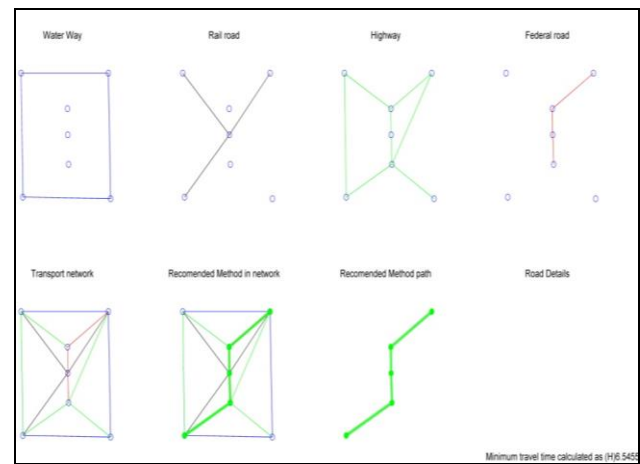 Water Way
Rail road
Highway
Federal road
Transport network
Recomended Method in network
Recomended Method path
Road Details
Minimum travel time calculated as (H)6.5455